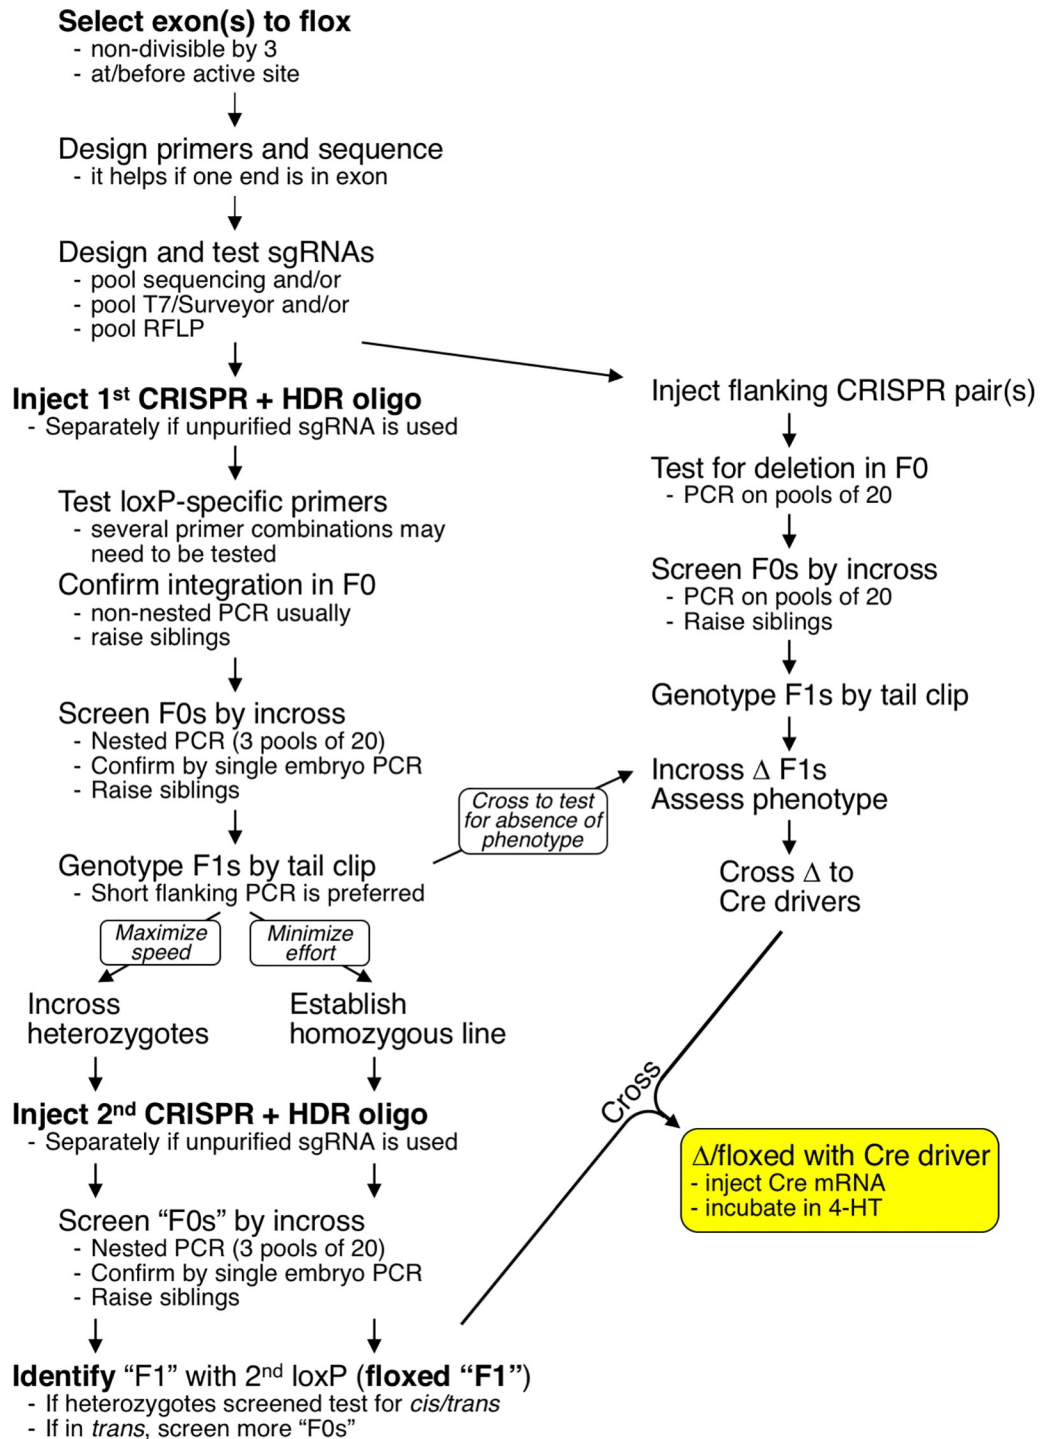 Select exon(s) to flox
- non-divisible by 3
- at/before active site
Design primers and sequence
- it helps if one end is in exon
Design and test sgRNAs
- pool sequencing and/or
- pool T7/Surveyor and/or
- pool RFLP
Inject 1st CRISPR + HDR oligo
- Separately if unpurified sgRNA is used
Test loxP-specific primers
- several primer combinations may
need to be tested
Confirm integration in F0
- non-nested PCR usually
- raise siblings
Screen F0s by incross
- Nested PCR (3 pools of 20)
- Confirm by single embryo PCR
- Raise siblings
Genotype F1s by tail clip
- Short flanking PCR is preferred
Maximize
speed
Minimize
effort
Incross
heterozygotes
Establish
homozygous line
Inject 2nd CRISPR + HDR oligo
- Separately if unpurified sgRNA is used
Screen “F0s” by incross
- Nested PCR (3 pools of 20)
- Confirm by single embryo PCR
- Raise siblings
Identify “F1” with 2nd loxP (floxed “F1”)
- If heterozygotes screened test for cis/trans
- If in trans, screen more “F0s”
Inject flanking CRISPR pair(s)
Test for deletion in F0
- PCR on pools of 20
Screen F0s by incross
- PCR on pools of 20
- Raise siblings
Genotype F1s by tail clip
Cross to test
for absence of
phenotype
Incross Δ F1s
Assess phenotype
Cross Δ to
Cre drivers
Cross
Δ/floxed with Cre driver
- inject Cre mRNA
- incubate in 4-HT